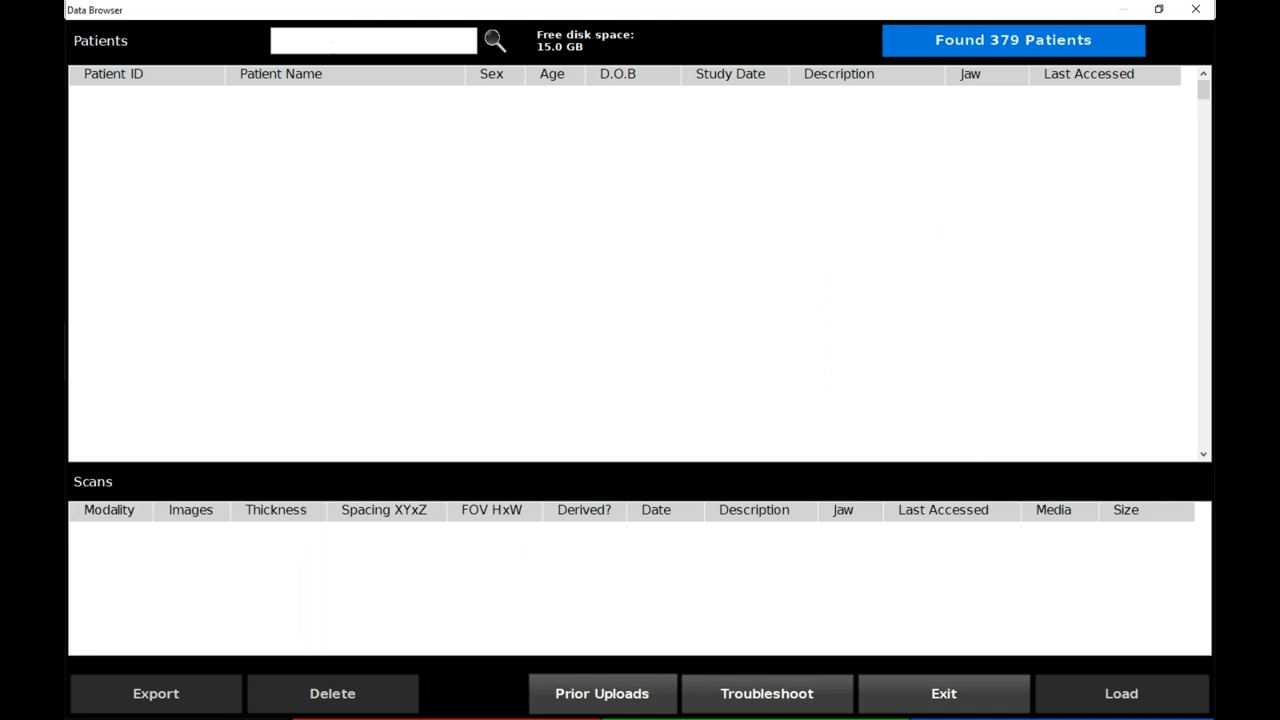 Data Browser
Patients
Free disk space:
15.0 GB
Found 379 Patients
Patient ID Patient Name Sex Age D.O.B Study Date Description Jaw Last Accessed
Scans
Modality Images Thickness Spacing XYxZ FOV HxW Derived? Date Description Jaw Last Accessed Media Size
Export Delete Prior Uploads Troubleshoot Exit Load